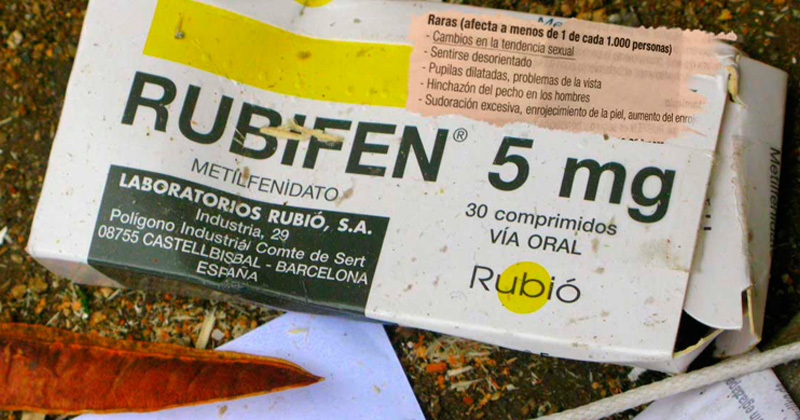 Raras (afecta a menos de 1 de cada 1.000 personas)
- Cambios en la tendencia sexual
- Sentirse desorientado
- Pupilas dilatadas, problemas de la vista
- Hinchazón del pecho en los hombres
- Sudoración excesiva, enrojecimiento de la piel, aumento del enroj
RUBIFEN® 5 mg
METILFENIDATO
30 comprimidos
VÍA ORAL
LABORATORIOS RUBIÓ, S.A.
Industria, 29
Polígono Industrial Comte de Sert
08755 CASTELLBISBAL - BARCELONA
ESPAÑA
Rubió